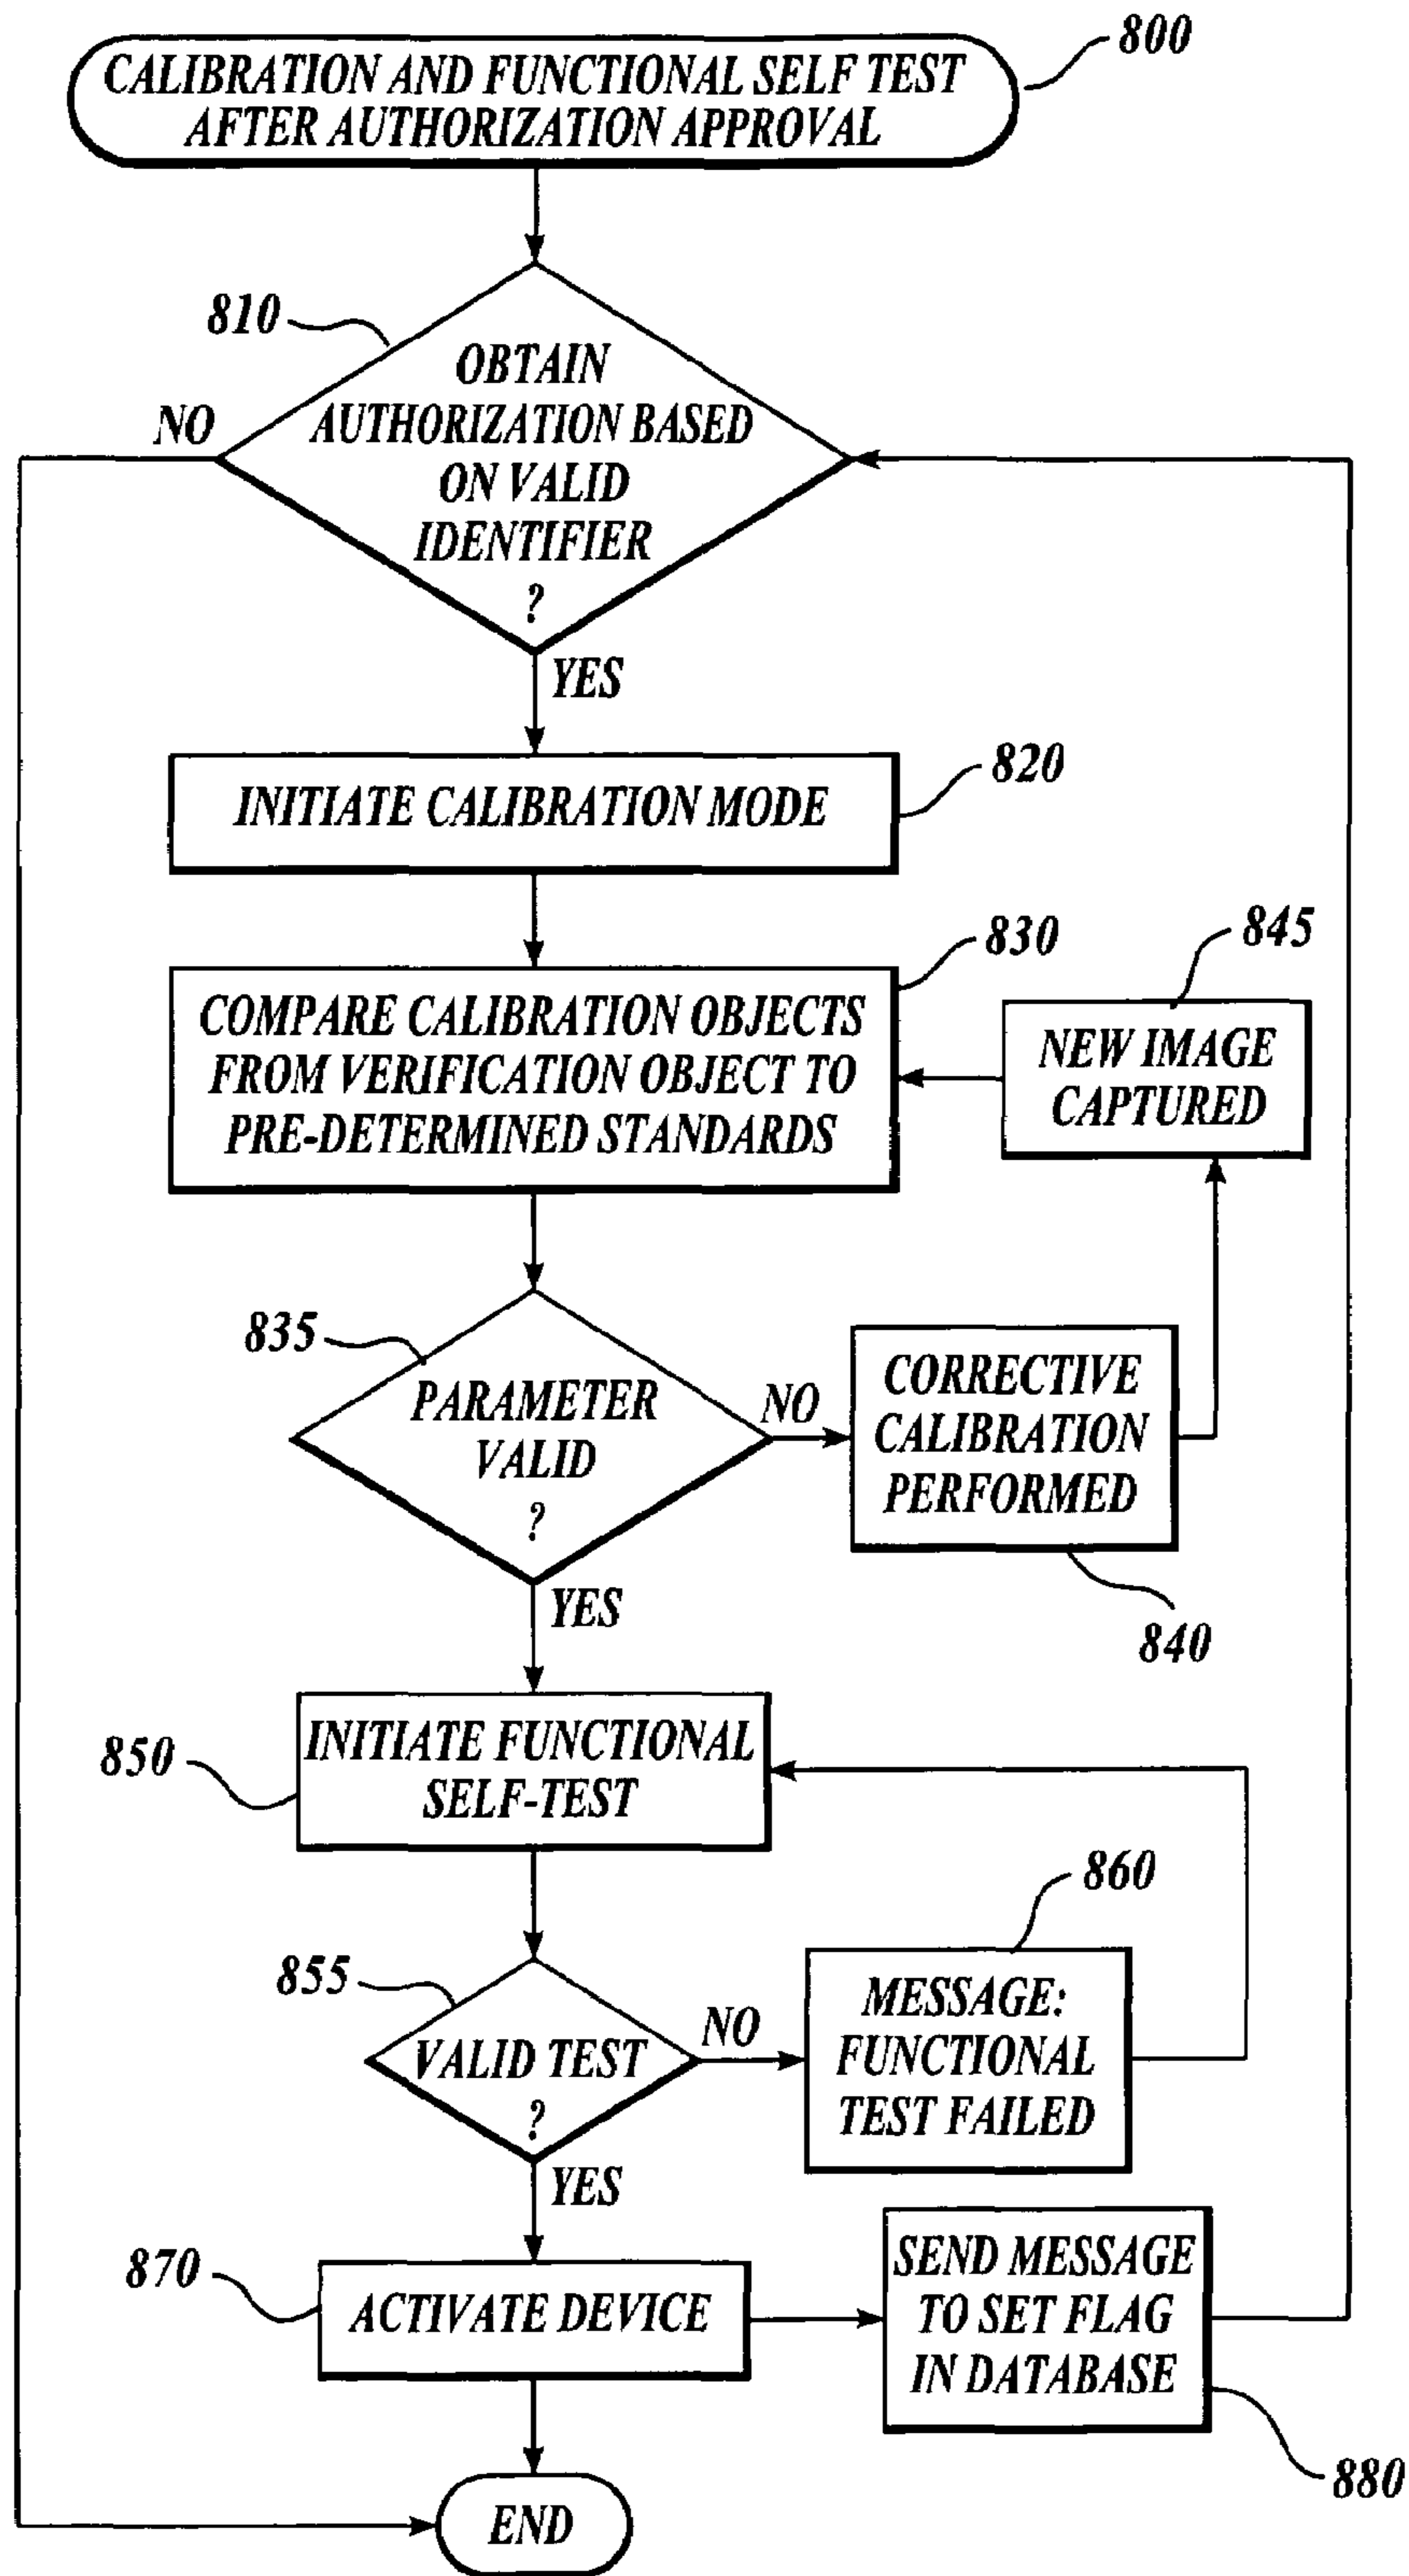 800
CALIBRATION AND FUNCTIONAL SELF TEST
AFTER AUTHORIZATION APPROVAL
810
OBTAIN
AUTHORIZATION BASED
ON VALID
IDENTIFIER
?
NO
YES
820
INITIATE CALIBRATION MODE
830
COMPARE CALIBRATION OBJECTS
FROM VERIFICATION OBJECT TO
PRE-DETERMINED STANDARDS
845
NEW IMAGE
CAPTURED
835
PARAMETER
VALID
?
NO
CORRECTIVE
CALIBRATION
PERFORMED
840
YES
850
INITIATE FUNCTIONAL
SELF-TEST
855
VALID TEST
?
NO
860
MESSAGE:
FUNCTIONAL
TEST FAILED
YES
870
ACTIVATE DEVICE
SEND MESSAGE
TO SET FLAG
IN DATABASE
880
END